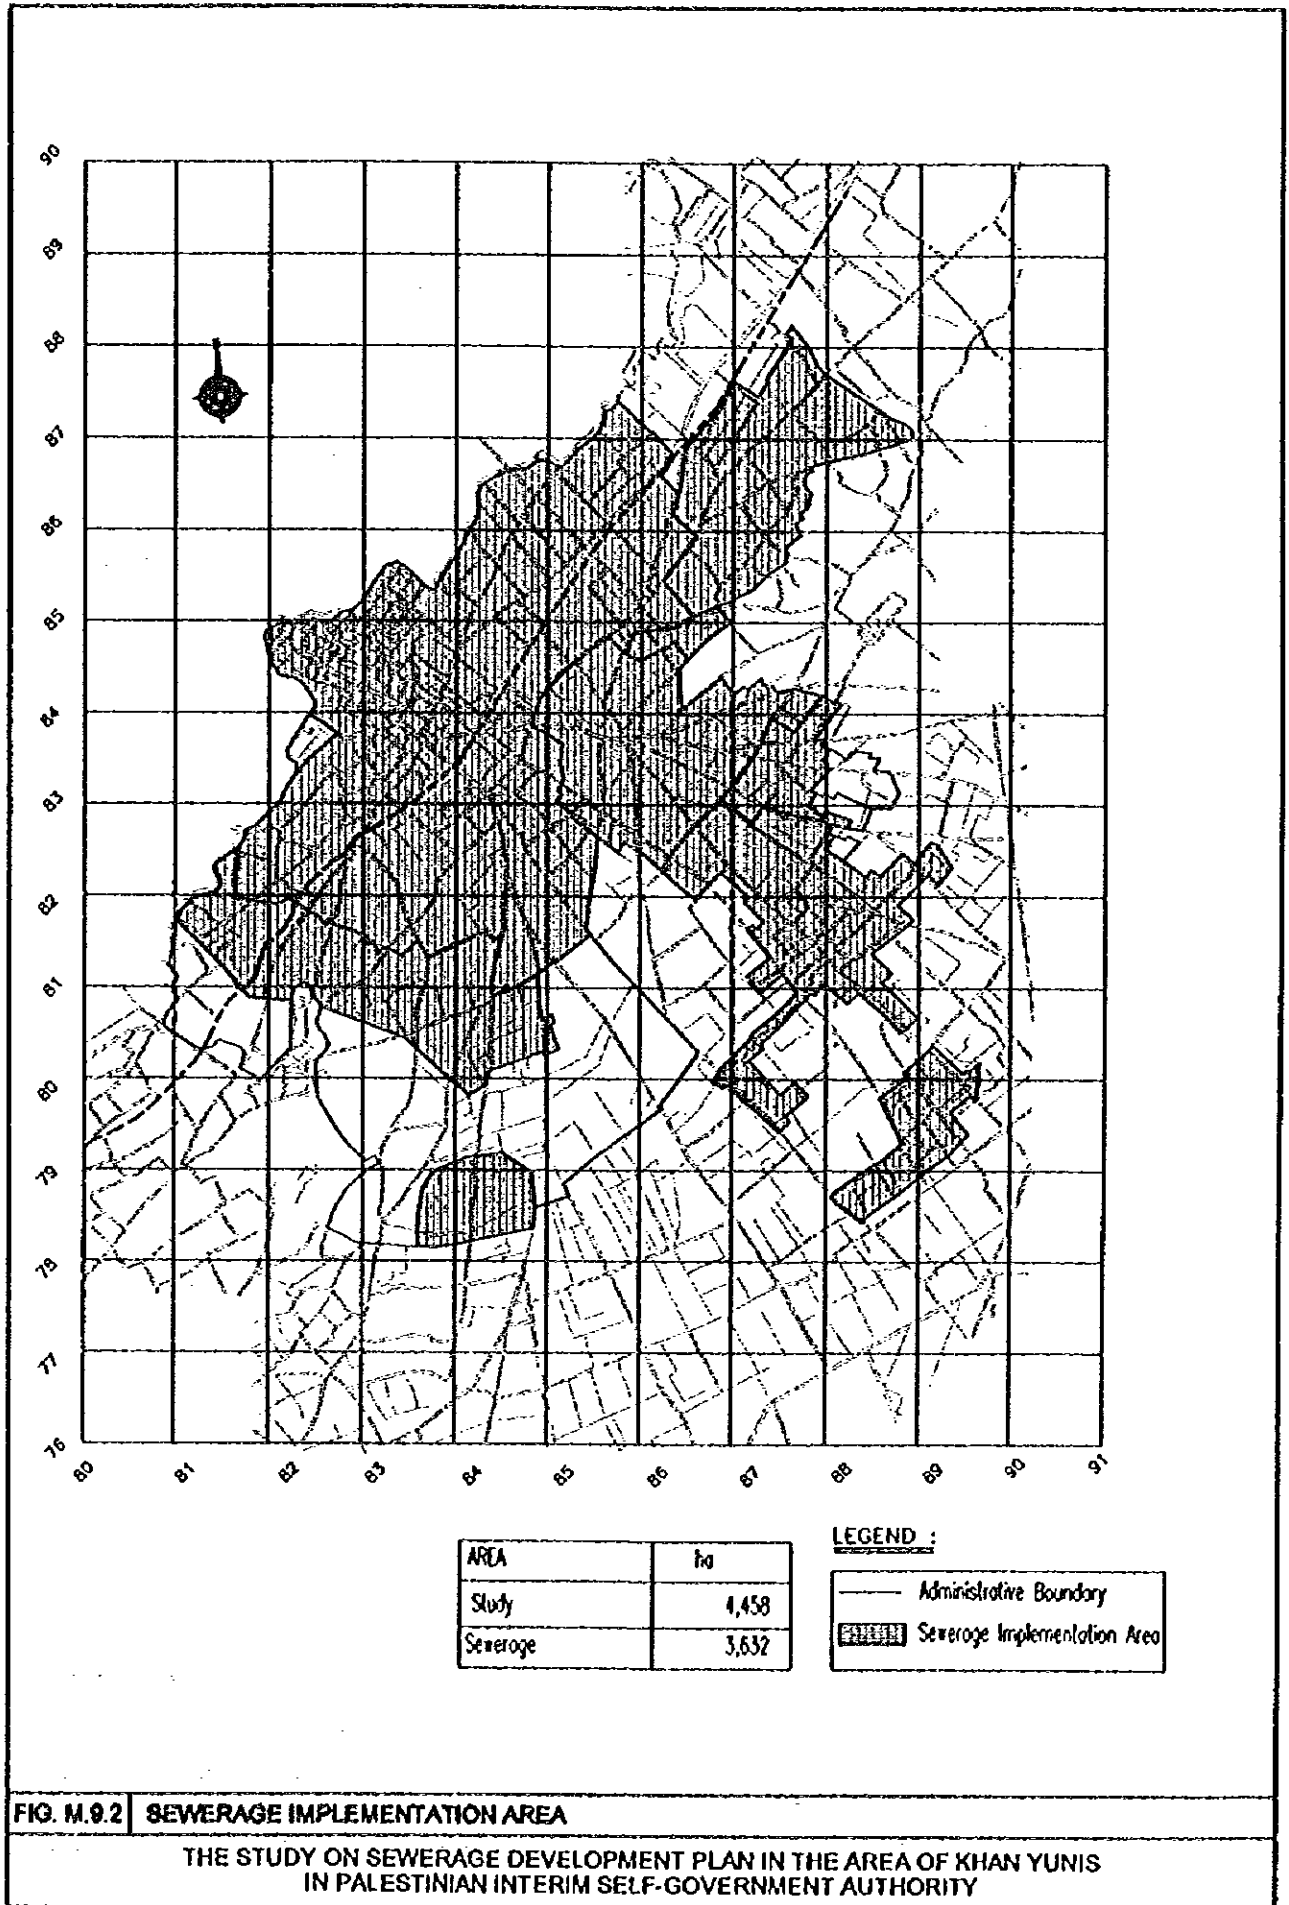 90
89
88
87
86
85
84
83
82
81
80
79
78
77
76
80 81 82 83 84 85 86 87 88 89 90 91
AREA ha
Study 4,458
Sewerage 3,632
LEGEND :
Administrative Boundary
Sewerage Implementation Area
FIG. M.9.2 SEWERAGE IMPLEMENTATION AREA
THE STUDY ON SEWERAGE DEVELOPMENT PLAN IN THE AREA OF KHAN YUNIS
IN PALESTINIAN INTERIM SELF-GOVERNMENT AUTHORITY